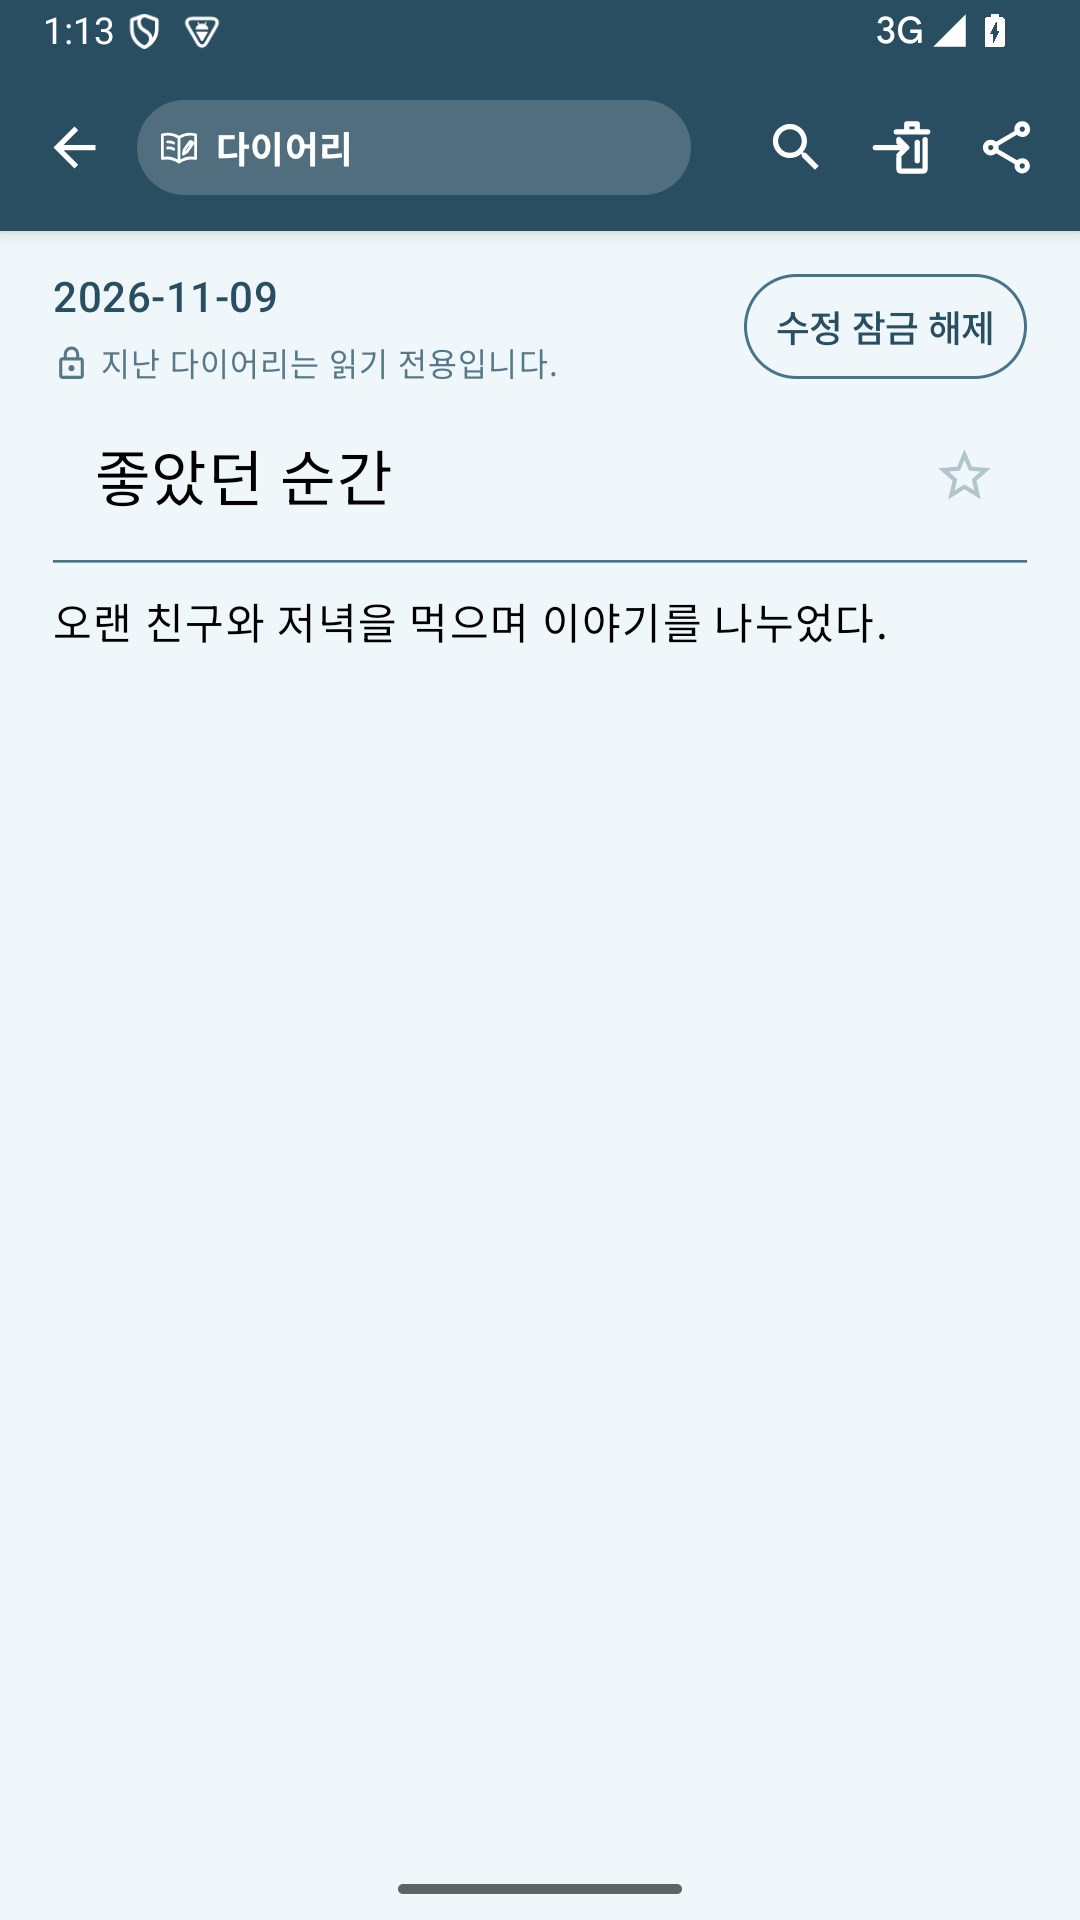 1:13
3G
다이어리
2026-11-09
수정 잠금 해제
지난 다이어리는 읽기 전용입니다.
좋았던 순간
오랜 친구와 저녁을 먹으며 이야기를 나누었다.